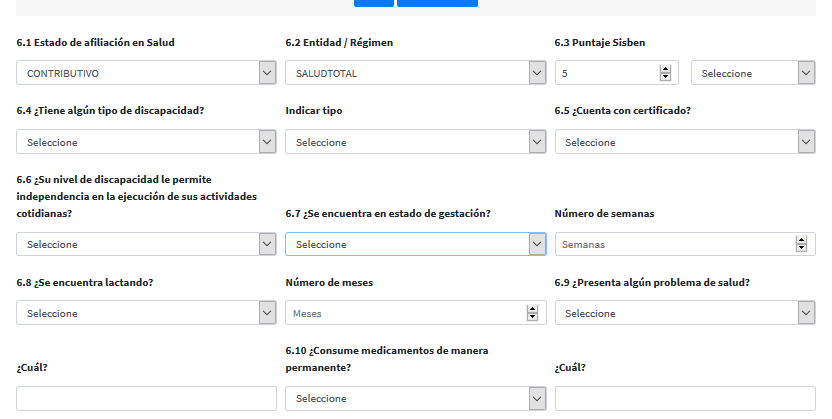 6.1 Estado de afiliación en Salud
6.2 Entidad / Régimen
6.3 Puntaje Sisben
CONTRIBUTIVO
SALUDTOTAL
5
Seleccione
6.4 ¿Tiene algún tipo de discapacidad?
Indicar tipo
6.5 ¿Cuenta con certificado?
Seleccione
Seleccione
Seleccione
6.6 ¿Su nivel de discapacidad le permite
independencia en la ejecución de sus actividades
cotidianas?
6.7 ¿Se encuentra en estado de gestación?
Número de semanas
Seleccione
Seleccione
Semanas
6.8 ¿Se encuentra lactando?
Número de meses
6.9 ¿Presenta algún problema de salud?
Seleccione
Meses
Seleccione
¿Cuál?
6.10 ¿Consume medicamentos de manera
permanente?
¿Cuál?
Seleccione